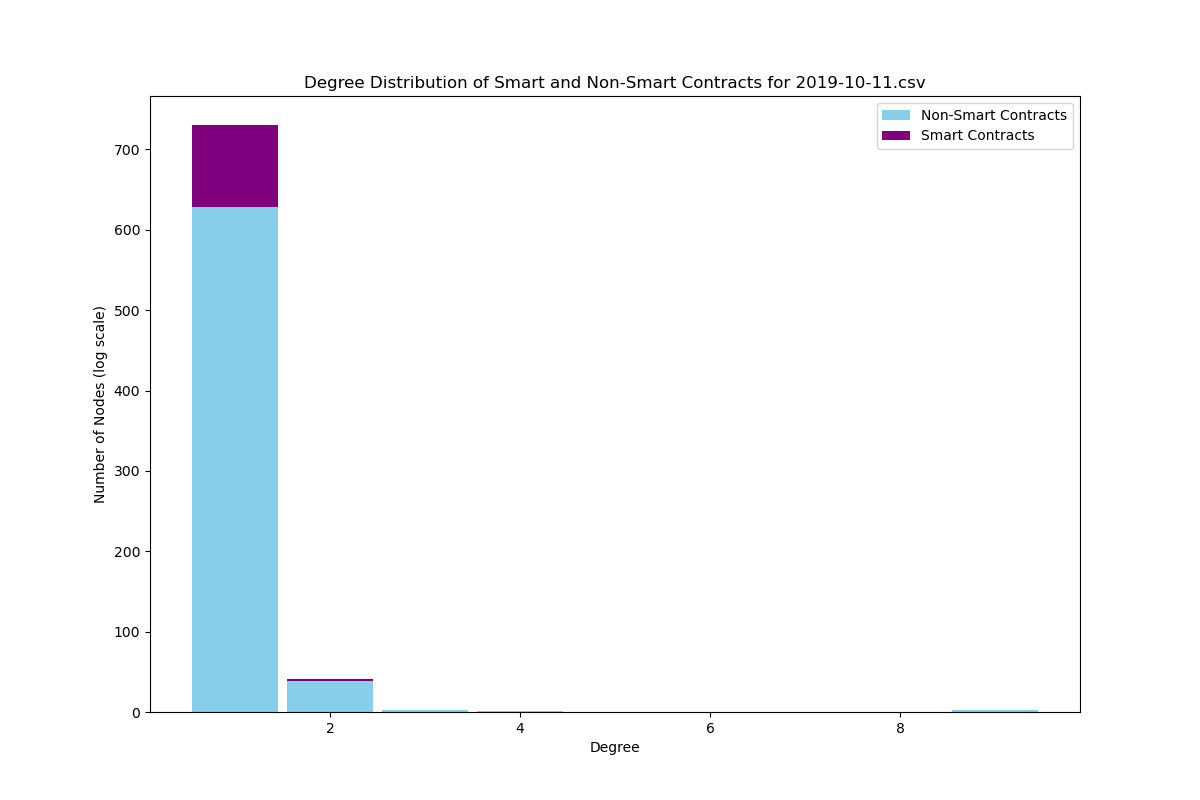 Degree Distribution of Smart and Non-Smart Contracts for 2019-10-11.csv
Non-Smart Contracts
Smart Contracts
700
600
500
400
300
200
100
0
Number of Nodes (log scale)
2 4 6 8
Degree